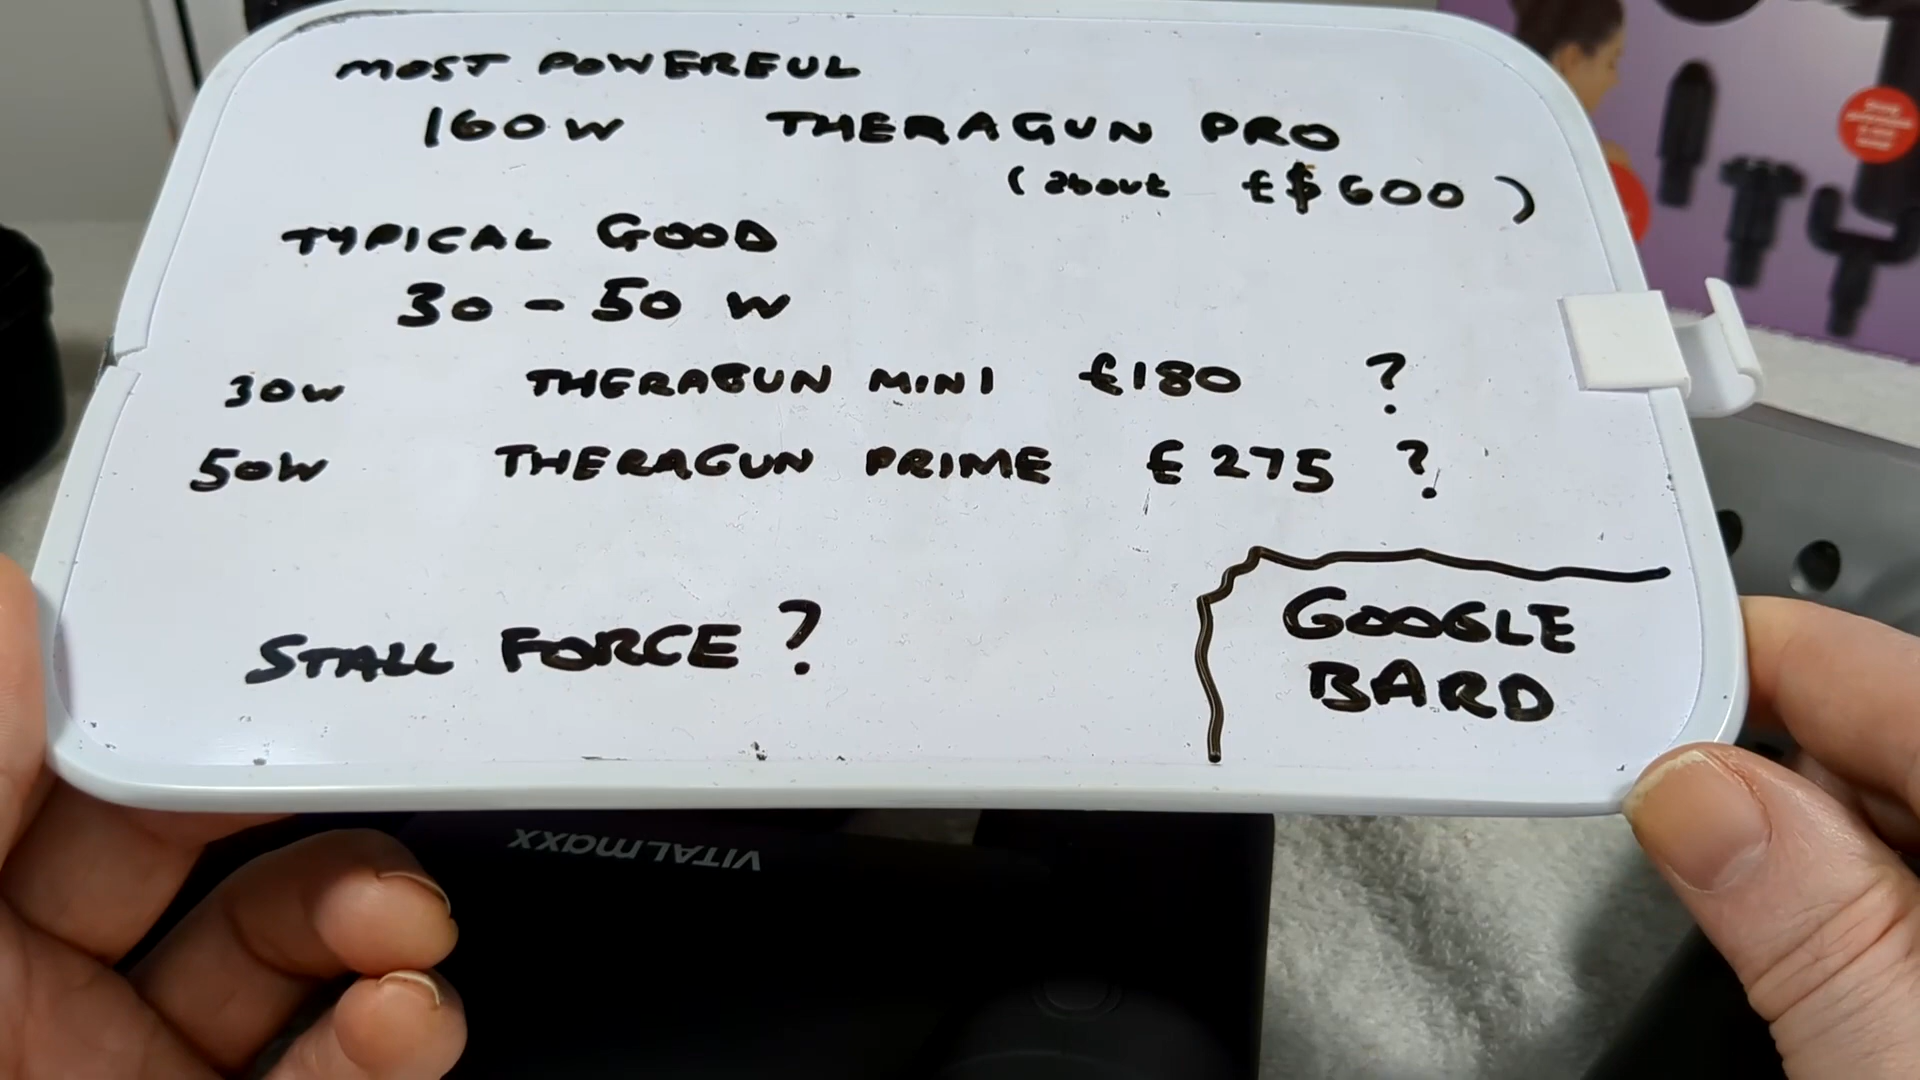 MOST POWERFUL
160W THERAGUN PRO
(about £$600)
TYPICAL GOOD
30 - 50 W
30W THERAGUN MINI £180 ?
50W THERAGUN PRIME £275 ?
STALL FORCE ?
GOOGLE
BARD
VITALmaxx